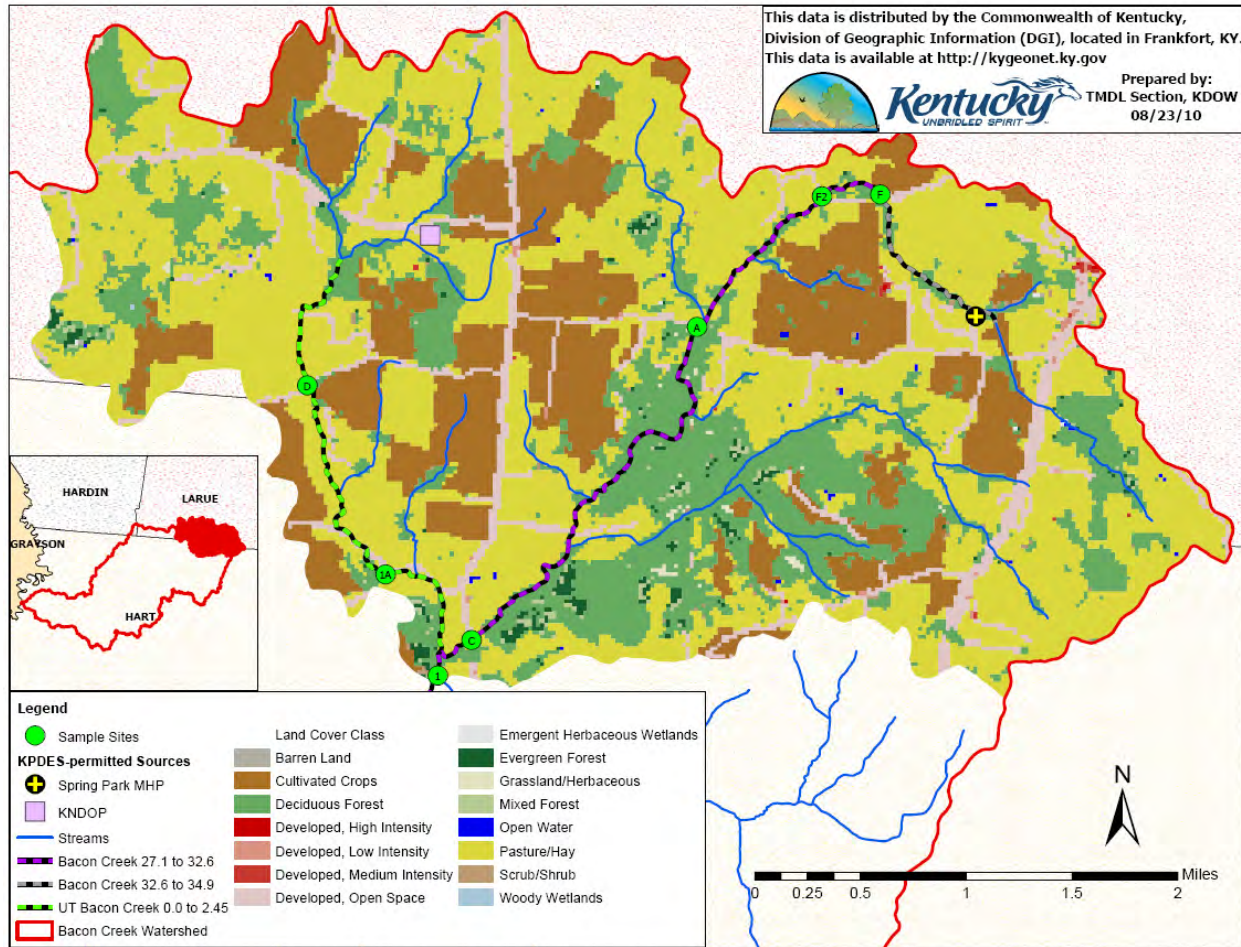 This data is distributed by the Commonwealth of Kentucky,
Division of Geographic Information (DGI), located in Frankfort, KY.
This data is available at http://kygeonet.ky.gov
Kentucky
UNBRIDLED SPIRIT
Prepared by:
TMDL Section, KDOW
08/23/10
F2
F
A
D
1A
C
1
HARDIN
LARUE
GRAYSON
HART
Legend
Sample Sites
KPDES-permitted Sources
Spring Park MHP
KNDOP
Streams
Bacon Creek 27.1 to 32.6
Bacon Creek 32.6 to 34.9
UT Bacon Creek 0.0 to 2.45
Bacon Creek Watershed
Land Cover Class
Barren Land
Cultivated Crops
Deciduous Forest
Developed, High Intensity
Developed, Low Intensity
Developed, Medium Intensity
Developed, Open Space
Emergent Herbaceous Wetlands
Evergreen Forest
Grassland/Herbaceous
Mixed Forest
Open Water
Pasture/Hay
Scrub/Shrub
Woody Wetlands
N
Miles
0 0.25 0.5 1 1.5 2